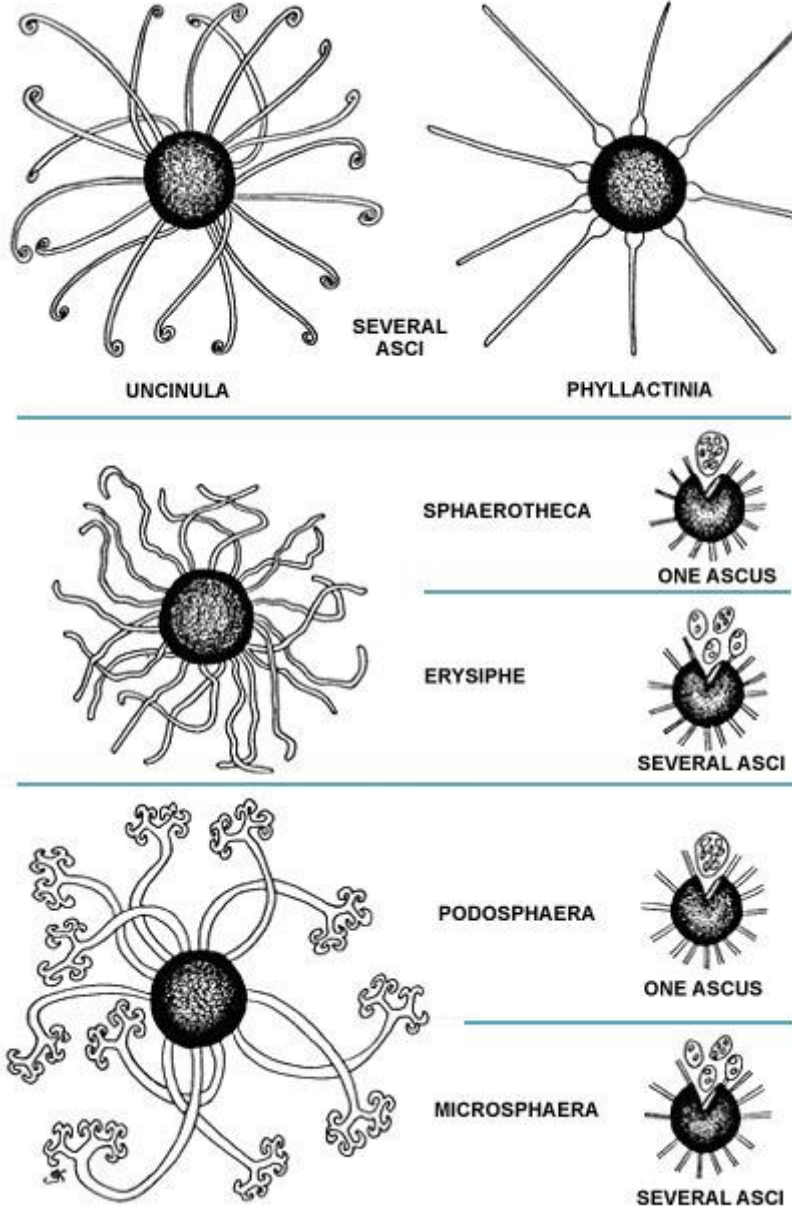 SEVERAL
ASCI
UNCINULA
PHYLLACTINIA
SPHAEROTHECA
ONE ASCUS
ERYSIPHE
SEVERAL ASCI
PODOSPHAERA
ONE ASCUS
MICROSPHAERA
SEVERAL ASCI